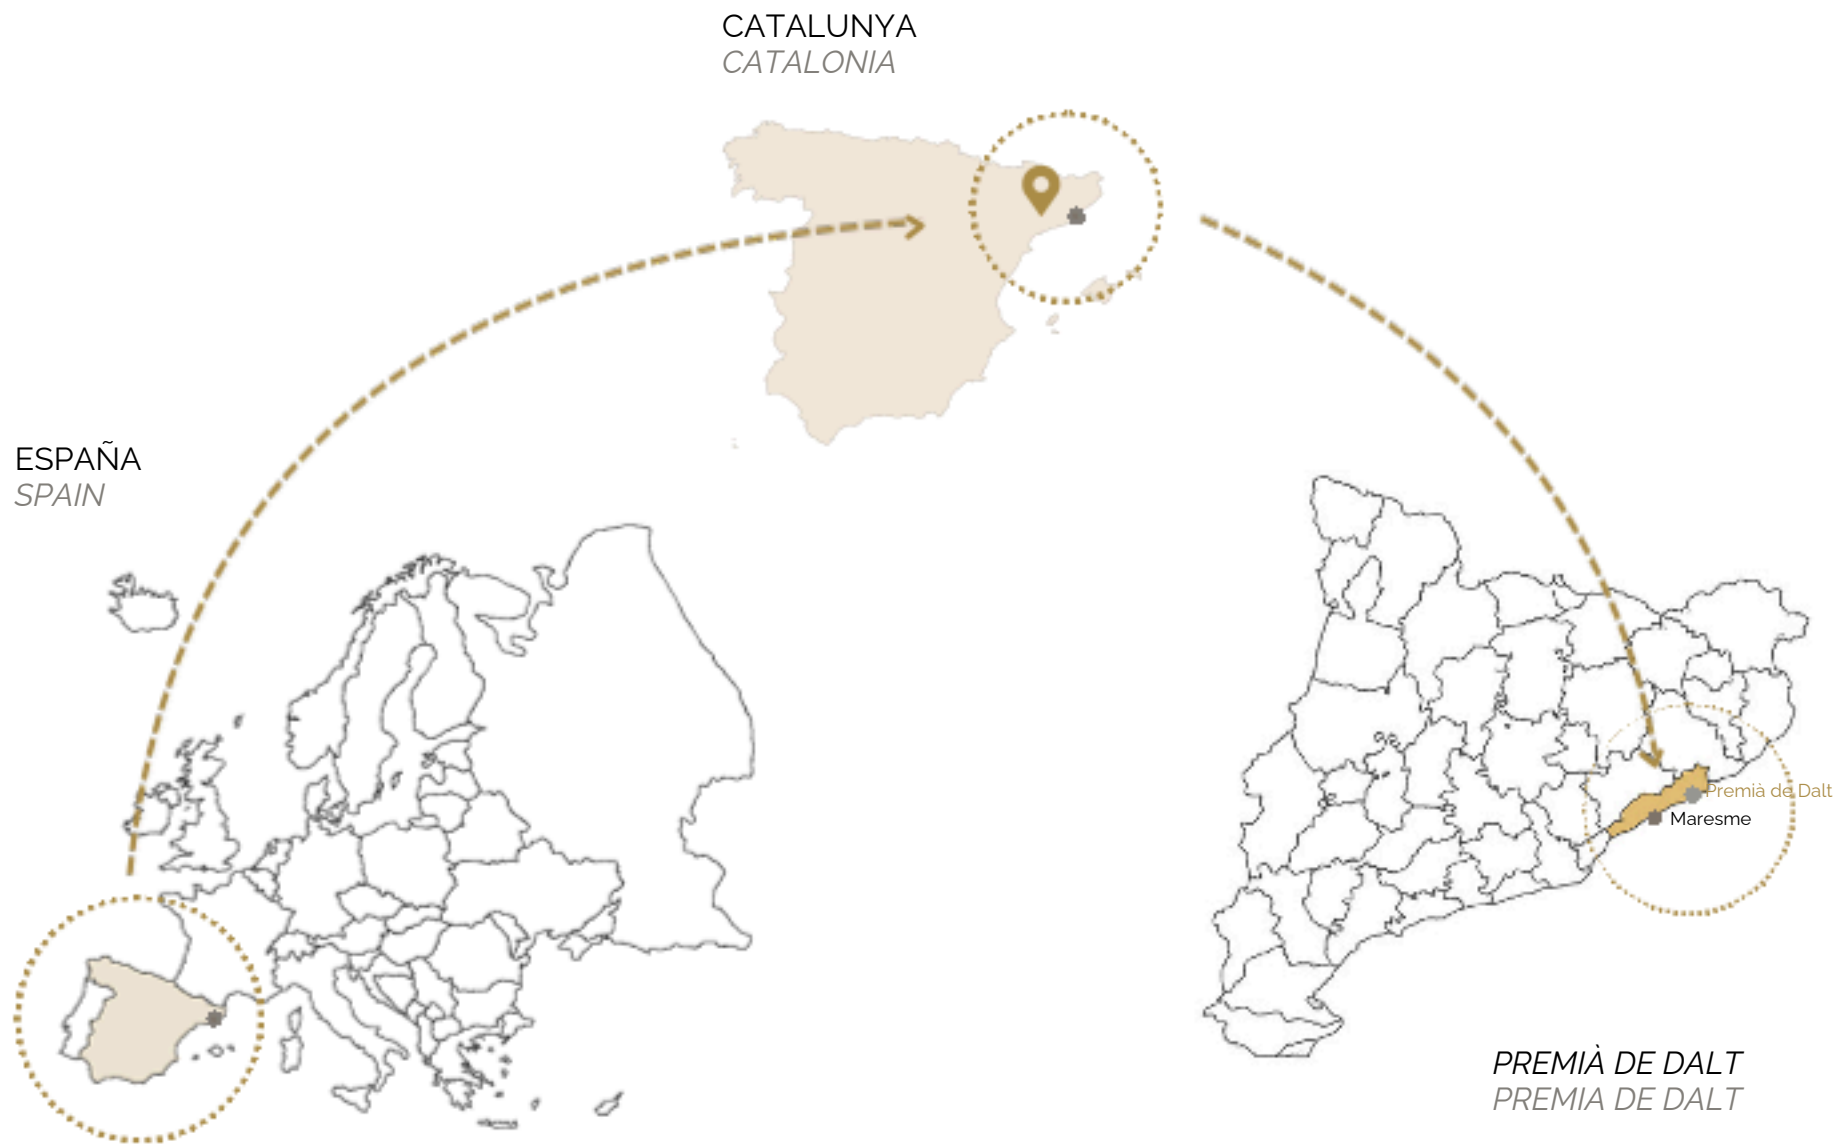 CATALUNYA
CATALONIA
ESPAÑA
SPAIN
Premià de Dalt
Maresme
PREMIÀ DE DALT
PREMIA DE DALT